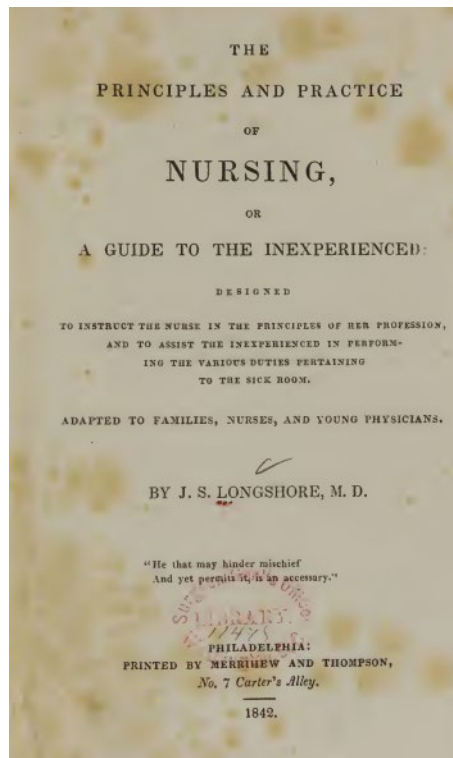 THE
PRINCIPLES AND PRACTICE
OF
NURSING,
OR
A GUIDE TO THE INEXPERIENCED:
DESIGNED
TO INSTRUCT THE NURSE IN THE PRINCIPLES OF HER PROFESSION,
AND TO ASSIST THE INEXPERIENCED IN PERFORM-
ING THE VARIOUS DUTIES PERTAINING
TO THE SICK ROOM.
ADAPTED TO FAMILIES, NURSES, AND YOUNG PHYSICIANS.
BY J. S. LONGSHORE, M. D.
"He that may hinder mischief
And yet permits it, is an accessary."
LIBRARY.
11475
PHILADELPHIA:
PRINTED BY MERRIHEW AND THOMPSON,
No. 7 Carter's Alley.
1842.